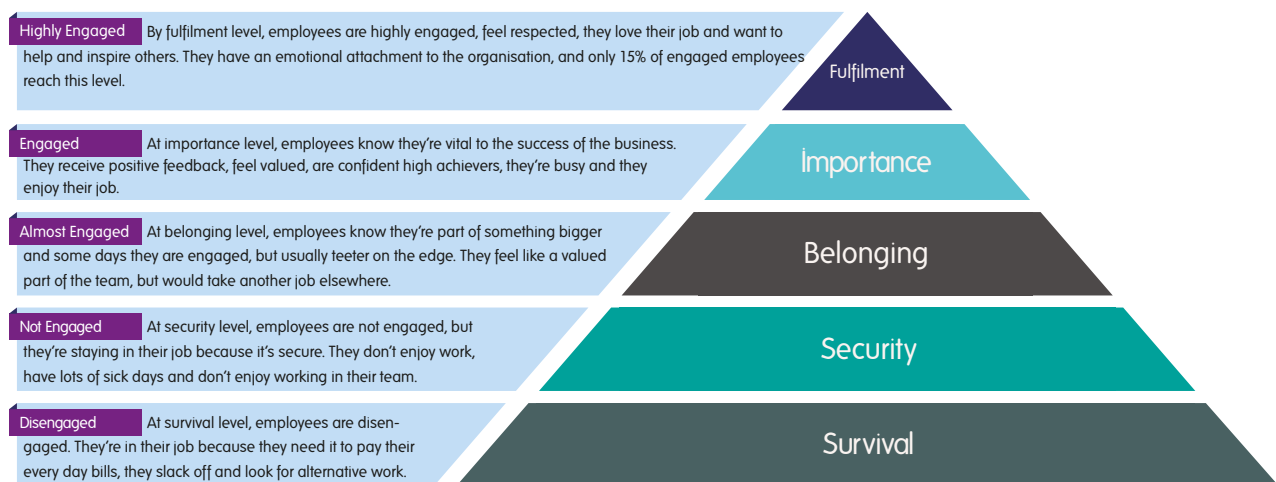 Highly Engaged By fulfilment level, employees are highly engaged, feel respected, they love their job and want to
help and inspire others. They have an emotional attachment to the organisation, and only 15% of engaged employees
reach this level.
Fulfilment
Engaged At importance level, employees know they're vital to the success of the business.
They receive positive feedback, feel valued, are confident high achievers, they're busy and they
enjoy their job.
Importance
Almost Engaged At belonging level, employees know they're part of something bigger
and some days they are engaged, but usually teeter on the edge. They feel like a valued
part of the team, but would take another job elsewhere.
Belonging
Not Engaged At security level, employees are not engaged, but
they're staying in their job because it's secure. They don't enjoy work,
have lots of sick days and don't enjoy working in their team.
Security
Disengaged At survival level, employees are disen-
gaged. They're in their job because they need it to pay their
every day bills, they slack off and look for alternative work.
Survival